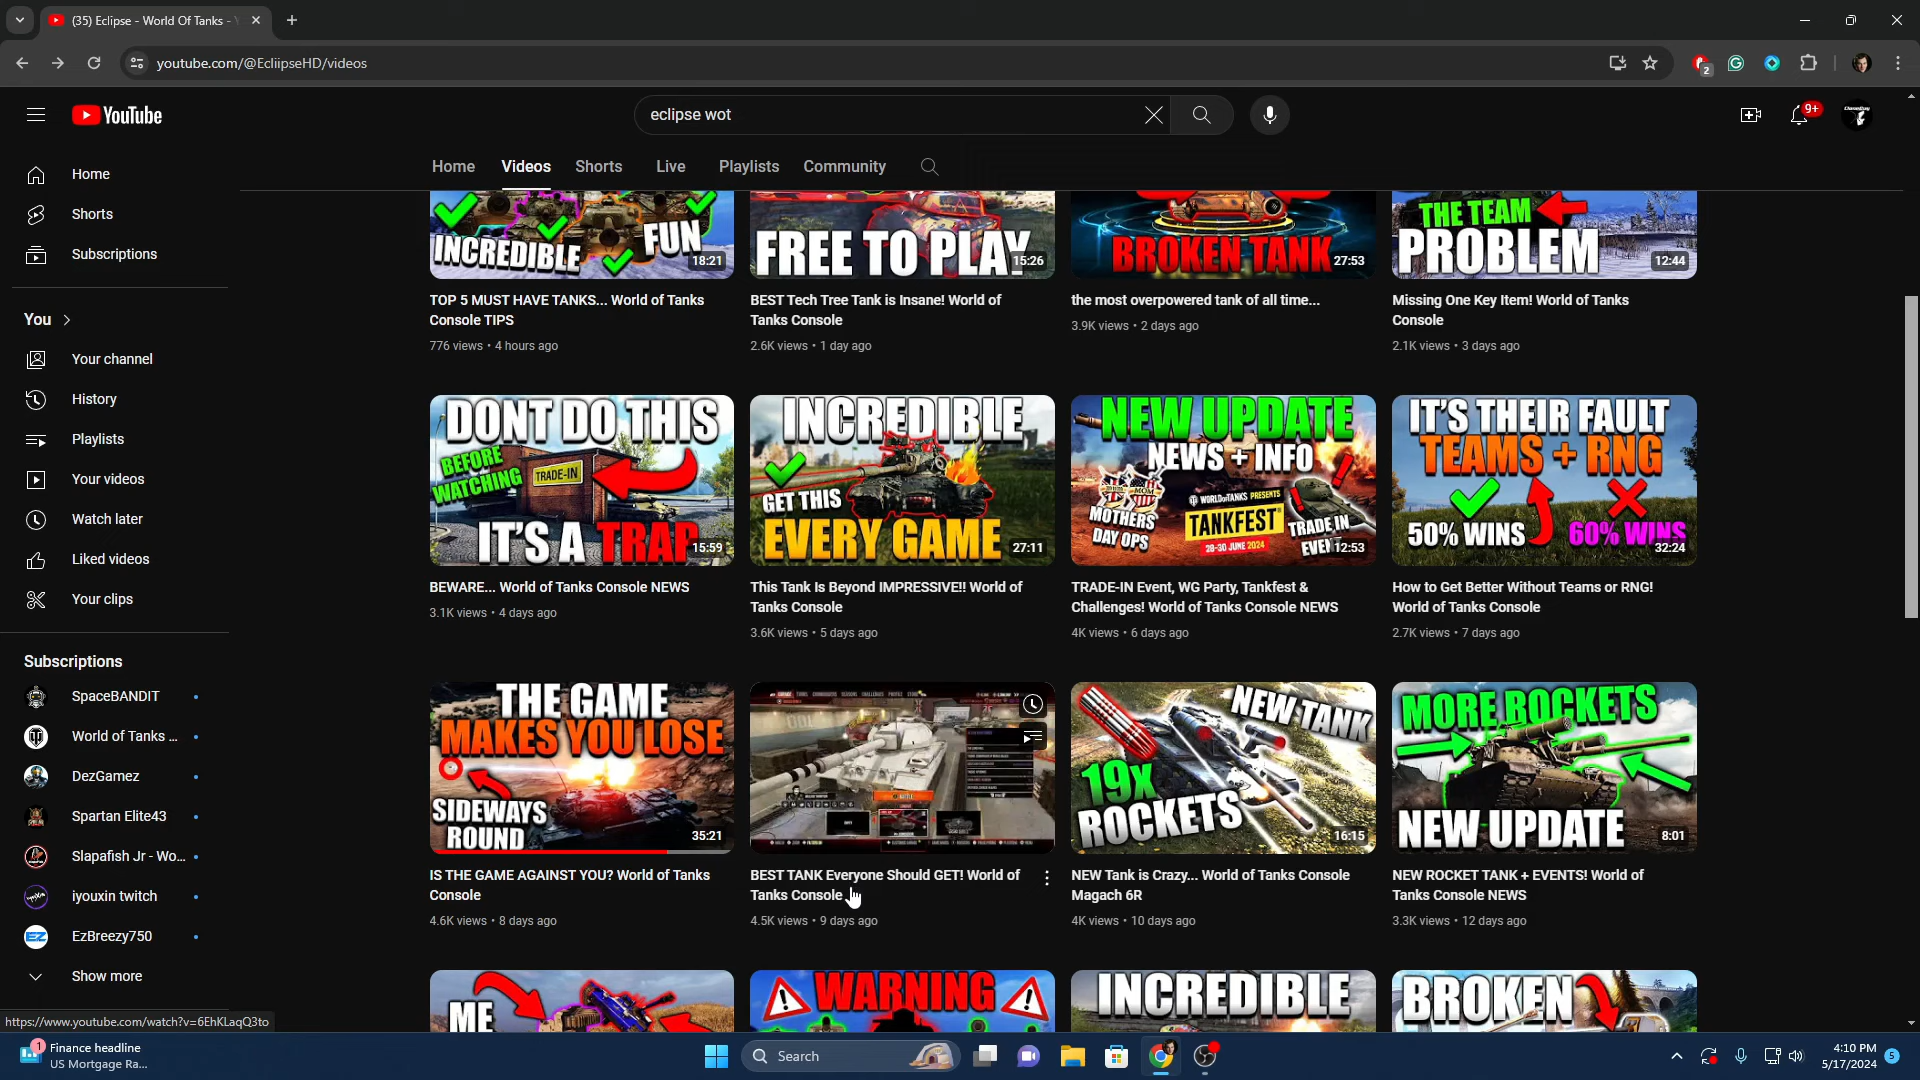 (35) Eclipse - World Of Tanks -
youtube.com/@EcliipseHD/videos
2
YouTube
eclipse wot
9+
Home
Videos
Shorts
Live
Playlists
Community
Home
Shorts
Subscriptions
You
Your channel
History
Playlists
Your videos
Watch later
Liked videos
Your clips
Subscriptions
SpaceBANDIT
World of Tanks ...
DezGamez
Spartan Elite43
Slapafish Jr - Wo...
iyouxin twitch
EzBreezy750
Show more
INCREDIBLE
FUN
18:21
FREE TO PLAY
15:26
BROKEN TANK
27:53
THE TEAM
PROBLEM
12:44
TOP 5 MUST HAVE TANKS... World of Tanks
Console TIPS
776 views • 4 hours ago
BEST Tech Tree Tank is Insane! World of
Tanks Console
2.6K views • 1 day ago
the most overpowered tank of all time...
3.9K views • 2 days ago
Missing One Key Item! World of Tanks
Console
2.1K views • 3 days ago
DONT DO THIS
BEFORE
WATCHING
TRADE-IN
IT'S A TRAP
15:59
INCREDIBLE
GET THIS
EVERY GAME
27:11
NEW UPDATE
NEWS + INFO
MOTHERS
DAY OPS
WORLD OF TANKS PRESENTS
TANKFEST
28-30 JUNE 2024
TRADE IN
12:53
IT'S THEIR FAULT
TEAMS + RNG
50% WINS
60% WINS
32:24
BEWARE... World of Tanks Console NEWS
3.1K views • 4 days ago
This Tank Is Beyond IMPRESSIVE!! World of
Tanks Console
3.6K views • 5 days ago
TRADE-IN Event, WG Party, Tankfest &
Challenges! World of Tanks Console NEWS
4K views • 6 days ago
How to Get Better Without Teams or RNG!
World of Tanks Console
2.7K views • 7 days ago
THE GAME
MAKES YOU LOSE
SIDEWAYS
ROUND
35:21
NEW TANK
19X
ROCKETS
16:15
MORE ROCKETS
NEW UPDATE
8:01
IS THE GAME AGAINST YOU? World of Tanks
Console
4.6K views • 8 days ago
BEST TANK Everyone Should GET! World of
Tanks Console
4.5K views • 9 days ago
NEW Tank is Crazy... World of Tanks Console
Magach 6R
4K views • 10 days ago
NEW ROCKET TANK + EVENTS! World of
Tanks Console NEWS
3.3K views • 12 days ago
ME
WARNING
INCREDIBLE
BROKEN
https://www.youtube.com/watch?v=6EhKLaqQ3to
1
Finance headline
US Mortgage Ra...
Search
4:10 PM
5/17/2024
5